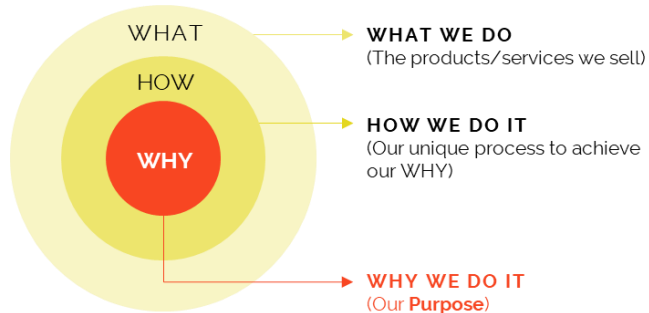 WHAT
HOW
WHY
WHAT WE DO
(The products/services we sell)
HOW WE DO IT
(Our unique process to achieve
our WHY)
WHY WE DO IT
(Our Purpose)